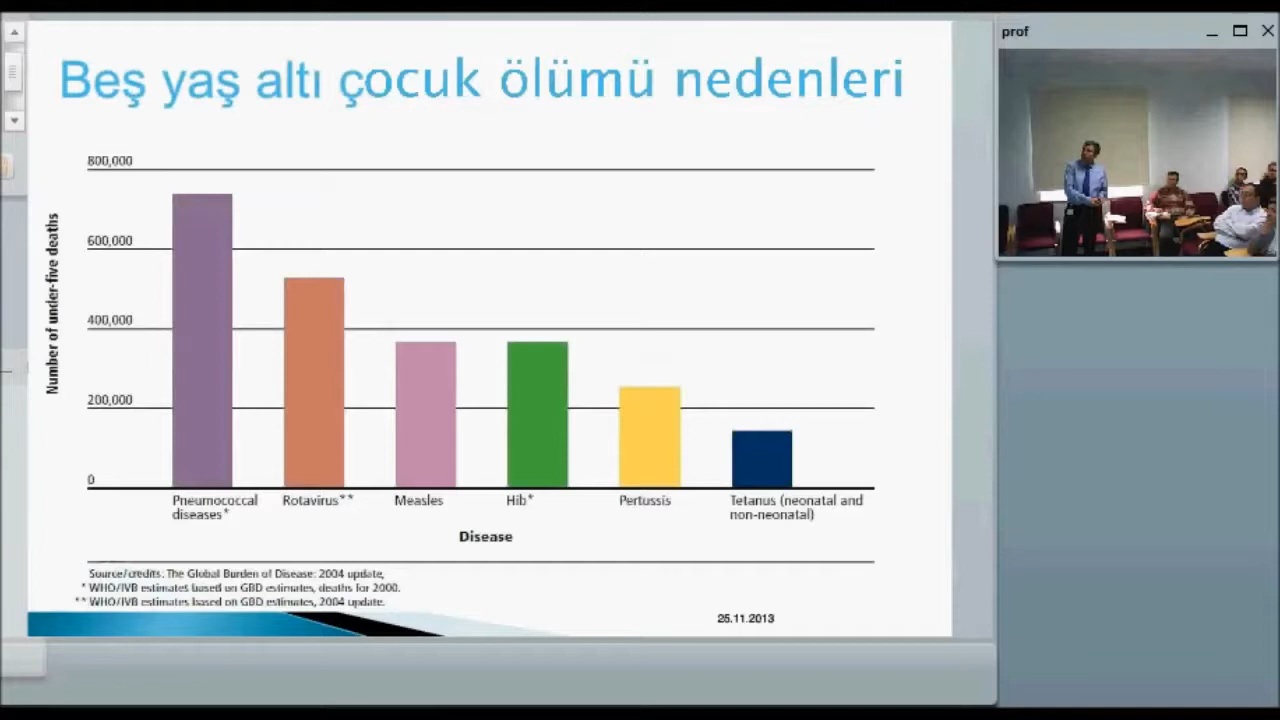 prof
Beş yaş altı çocuk ölümü nedenleri
800,000
600,000
400,000
200,000
0
Number of under-five deaths
Pneumococcal diseases*
Rotavirus**
Measles
Hib*
Pertussis
Tetanus (neonatal and non-neonatal)
Disease
Source/credits: The Global Burden of Disease: 2004 update,
* WHO/IVB estimates based on GBD estimates, deaths for 2000.
** WHO/IVB estimates based on GBD estimates, 2004 update.
25.11.2013